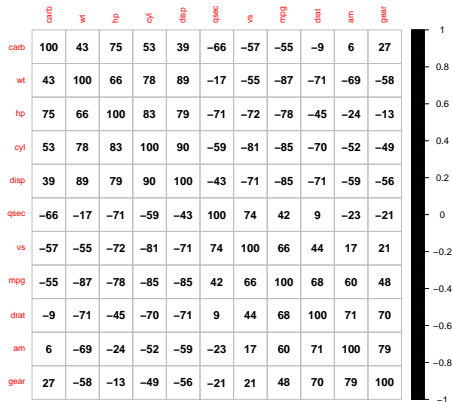 carb wt hp cyl disp qsec vs mpg drat am gear
carb 100 43 75 53 39 −66 −57 −55 −9 6 27
wt 43 100 66 78 89 −17 −55 −87 −71 −69 −58
hp 75 66 100 83 79 −71 −72 −78 −45 −24 −13
cyl 53 78 83 100 90 −59 −81 −85 −70 −52 −49
disp 39 89 79 90 100 −43 −71 −85 −71 −59 −56
qsec −66 −17 −71 −59 −43 100 74 42 9 −23 −21
vs −57 −55 −72 −81 −71 74 100 66 44 17 21
mpg −55 −87 −78 −85 −85 42 66 100 68 60 48
drat −9 −71 −45 −70 −71 9 44 68 100 71 70
am 6 −69 −24 −52 −59 −23 17 60 71 100 79
gear 27 −58 −13 −49 −56 −21 21 48 70 79 100
1
0.8
0.6
0.4
0.2
0
−0.2
−0.4
−0.6
−0.8
−1